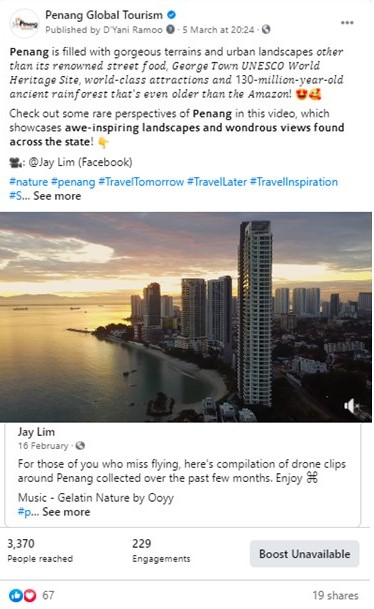 Penang Global Tourism
Published by D'Yani Ramoo · 5 March at 20:24 ·
Penang is filled with gorgeous terrains and urban landscapes other
than its renowned street food, George Town UNESCO World
Heritage Site, world-class attractions and 130-million-year-old
ancient rainforest that's even older than the Amazon! 😍🥰
Check out some rare perspectives of Penang in this video, which
showcases awe-inspiring landscapes and wondrous views found
across the state! 👇
🎥: @Jay Lim (Facebook)
#nature #penang #TravelTomorrow #TravelLater #TravelInspiration
#S... See more
Jay Lim
16 February ·
For those of you who miss flying, here's compilation of drone clips
around Penang collected over the past few months. Enjoy ⌘
Music - Gelatin Nature by Ooyy
#p... See more
3,370
People reached
229
Engagements
Boost Unavailable
67
19 shares